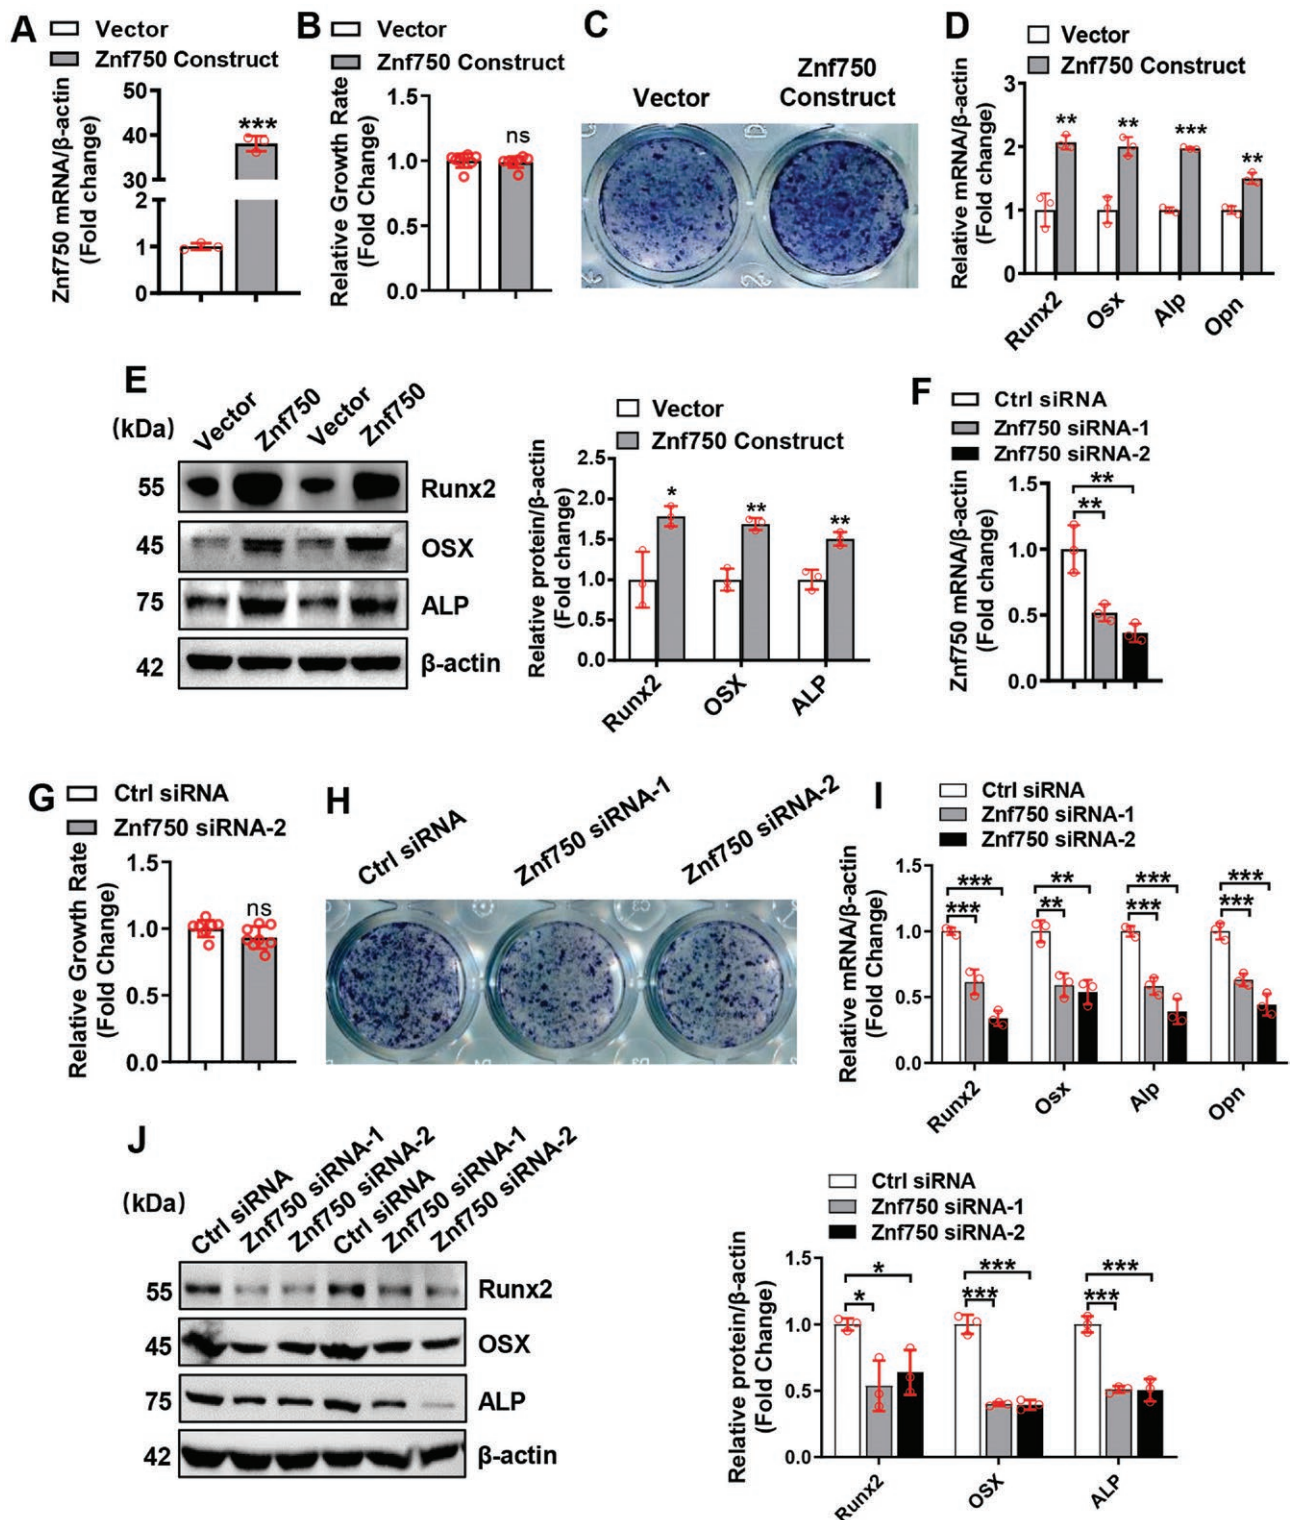 A
Vector
Znf750 Construct
Znf750 mRNA/β-actin
(Fold change)
50
40
30
2
1
0
***
B
Vector
Znf750 Construct
Relative Growth Rate
(Fold Change)
1.5
1.0
0.5
0.0
ns
C
Vector
Znf750
Construct
D
Vector
Znf750 Construct
Relative mRNA/β-actin
(Fold change)
3
2
1
0
**
**
***
**
Runx2
Osx
Alp
Opn
E
(kDa)
Vector
Znf750
Vector
Znf750
55
Runx2
45
OSX
75
ALP
42
β-actin
Vector
Znf750 Construct
Relative protein/β-actin
(Fold change)
2.5
2.0
1.5
1.0
0.5
0.0
*
**
**
Runx2
OSX
ALP
F
Ctrl siRNA
Znf750 siRNA-1
Znf750 siRNA-2
Znf750 mRNA/β-actin
(Fold change)
1.5
1.0
0.5
0.0
**
**
G
Ctrl siRNA
Znf750 siRNA-2
Relative Growth Rate
(Fold Change)
1.5
1.0
0.5
0.0
ns
H
Ctrl siRNA
Znf750 siRNA-1
Znf750 siRNA-2
I
Ctrl siRNA
Znf750 siRNA-1
Znf750 siRNA-2
Relative mRNA/β-actin
(Fold Change)
1.5
1.0
0.5
0.0
***
***
**
**
***
***
***
***
Runx2
Osx
Alp
Opn
J
(kDa)
Ctrl siRNA
Znf750 siRNA-1
Znf750 siRNA-2
Ctrl siRNA
Znf750 siRNA-1
Znf750 siRNA-2
55
Runx2
45
OSX
75
ALP
42
β-actin
Ctrl siRNA
Znf750 siRNA-1
Znf750 siRNA-2
Relative protein/β-actin
(Fold Change)
1.5
1.0
0.5
0.0
*
*
***
***
***
***
Runx2
OSX
ALP